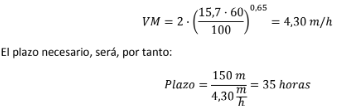 VM = 2 · (15,7 · 60 / 100)^0,65 = 4,30 m/h
El plazo necesario, será, por tanto:
Plazo = 150 m / 4,30 m/h = 35 horas